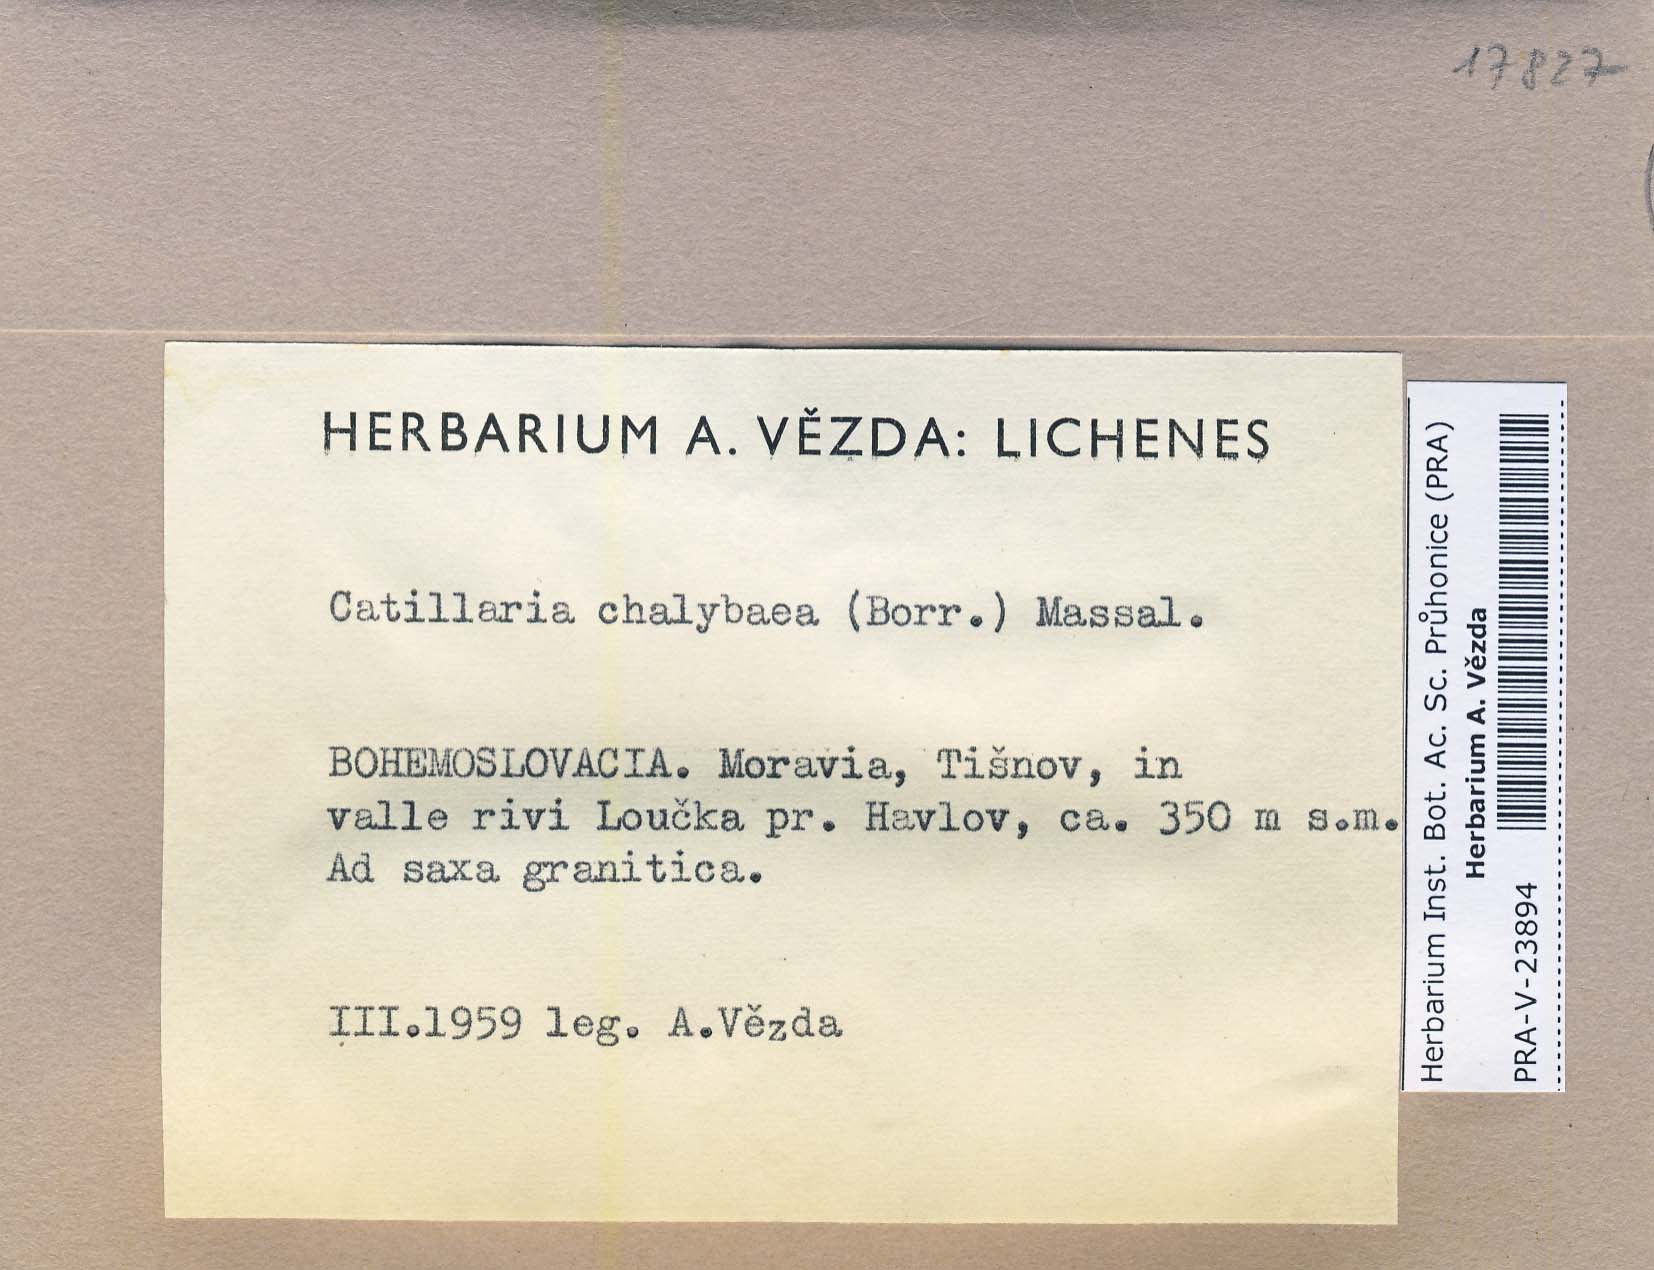 17827
HERBARIUM A. VĚZDA: LICHENES
Catillaria chalybaea (Borr.) Massal.
BOHEMOSLOVACIA. Moravia, Tišnov, in
valle rivi Loučka pr. Havlov, ca. 350 m s.m.
Ad saxa granitica.
III.1959 leg. A.Vězda
Herbarium Inst. Bot. Ac. Sc. Průhonice (PRA)
Herbarium A. Vězda
PRA-V-23894